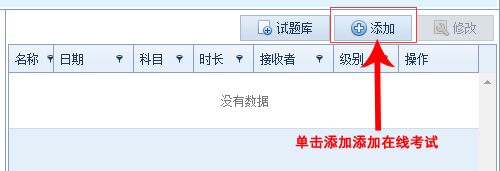 试题库 添加 修改
名称 日期 科目 时长 接收者 级别 操作
没有数据
单击添加添加在线考试